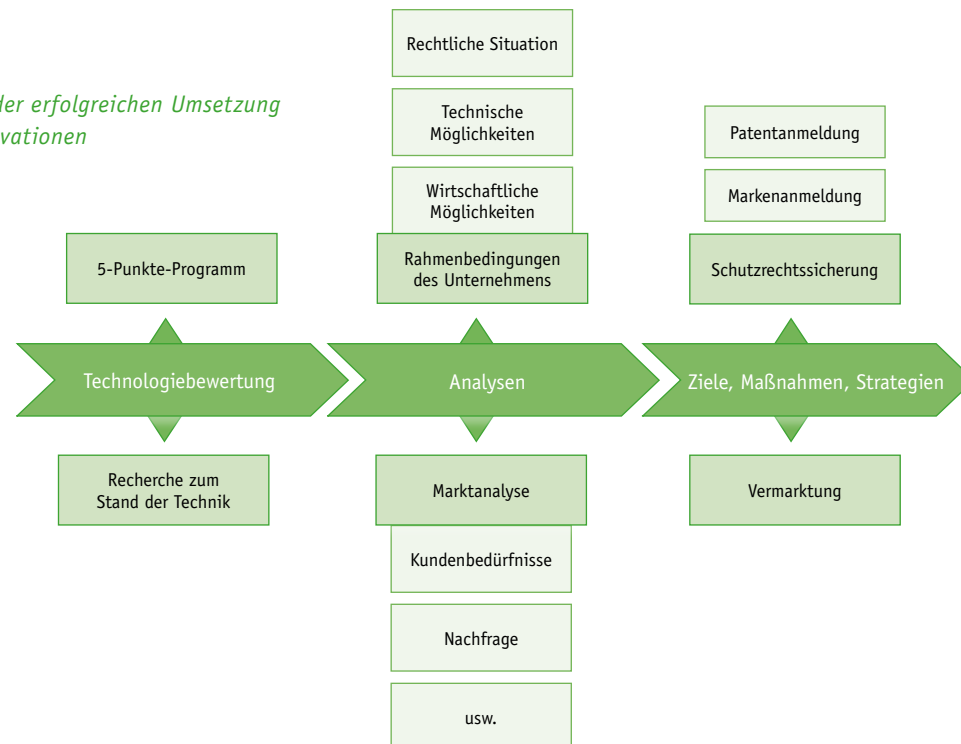 der erfolgreichen Umsetzung
Rechtliche Situation
Technische
Möglichkeiten
Wirtschaftliche
Möglichkeiten
Rahmenbedingungen
des Unternehmens
Patentanmeldung
Markenanmeldung
Schutzrechtssicherung
5-Punkte-Programm
Technologiebewertung
Analysen
Ziele, Maßnahmen, Strategien
Recherche zum
Stand der Technik
Marktanalyse
Kundenbedürfnisse
Nachfrage
usw.
Vermarktung